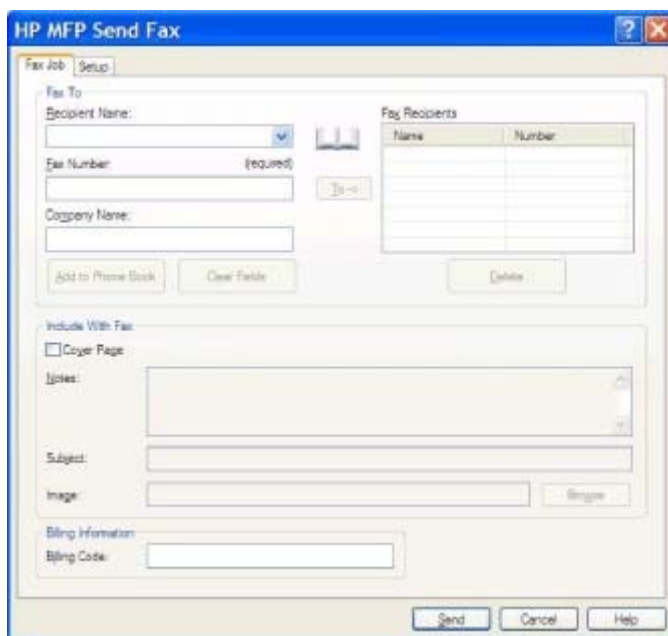 HP MFP Send Fax
Fax Job Setup
Fax To
Recipient Name:
Fax Number: (required)
Company Name:
Add to Phone Book Clear Fields
Fax Recipients
Name Number
To ->
Delete
Include With Fax
Cover Page
Notes:
Subject:
Image: Browse
Billing Information
Billing Code:
Send Cancel Help